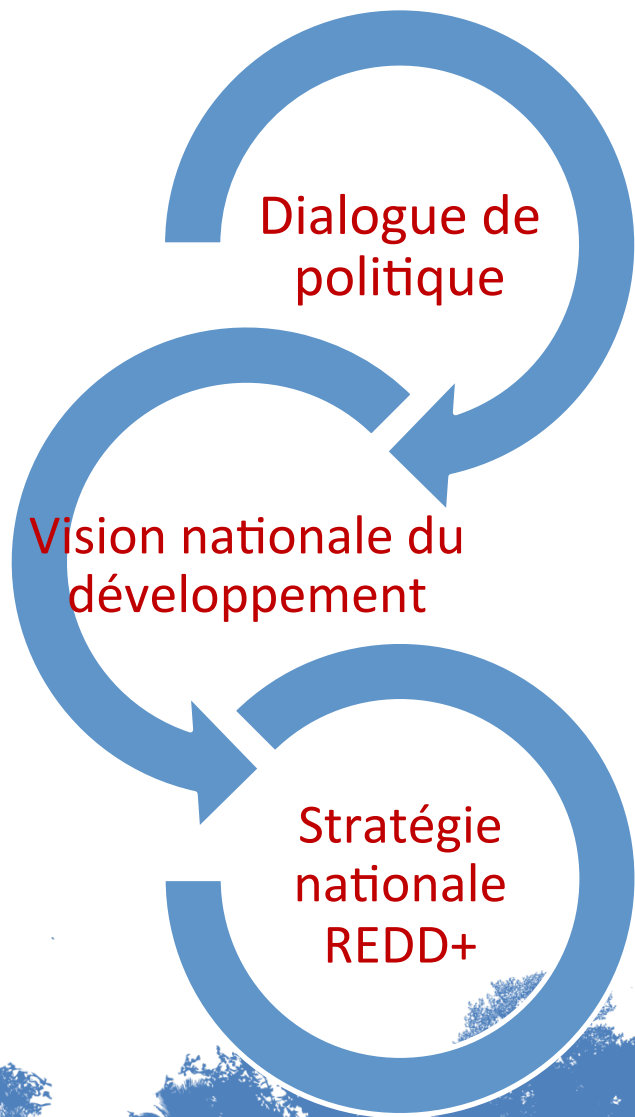 Dialogue de
politique
Vision nationale du
développement
Stratégie
nationale
REDD+